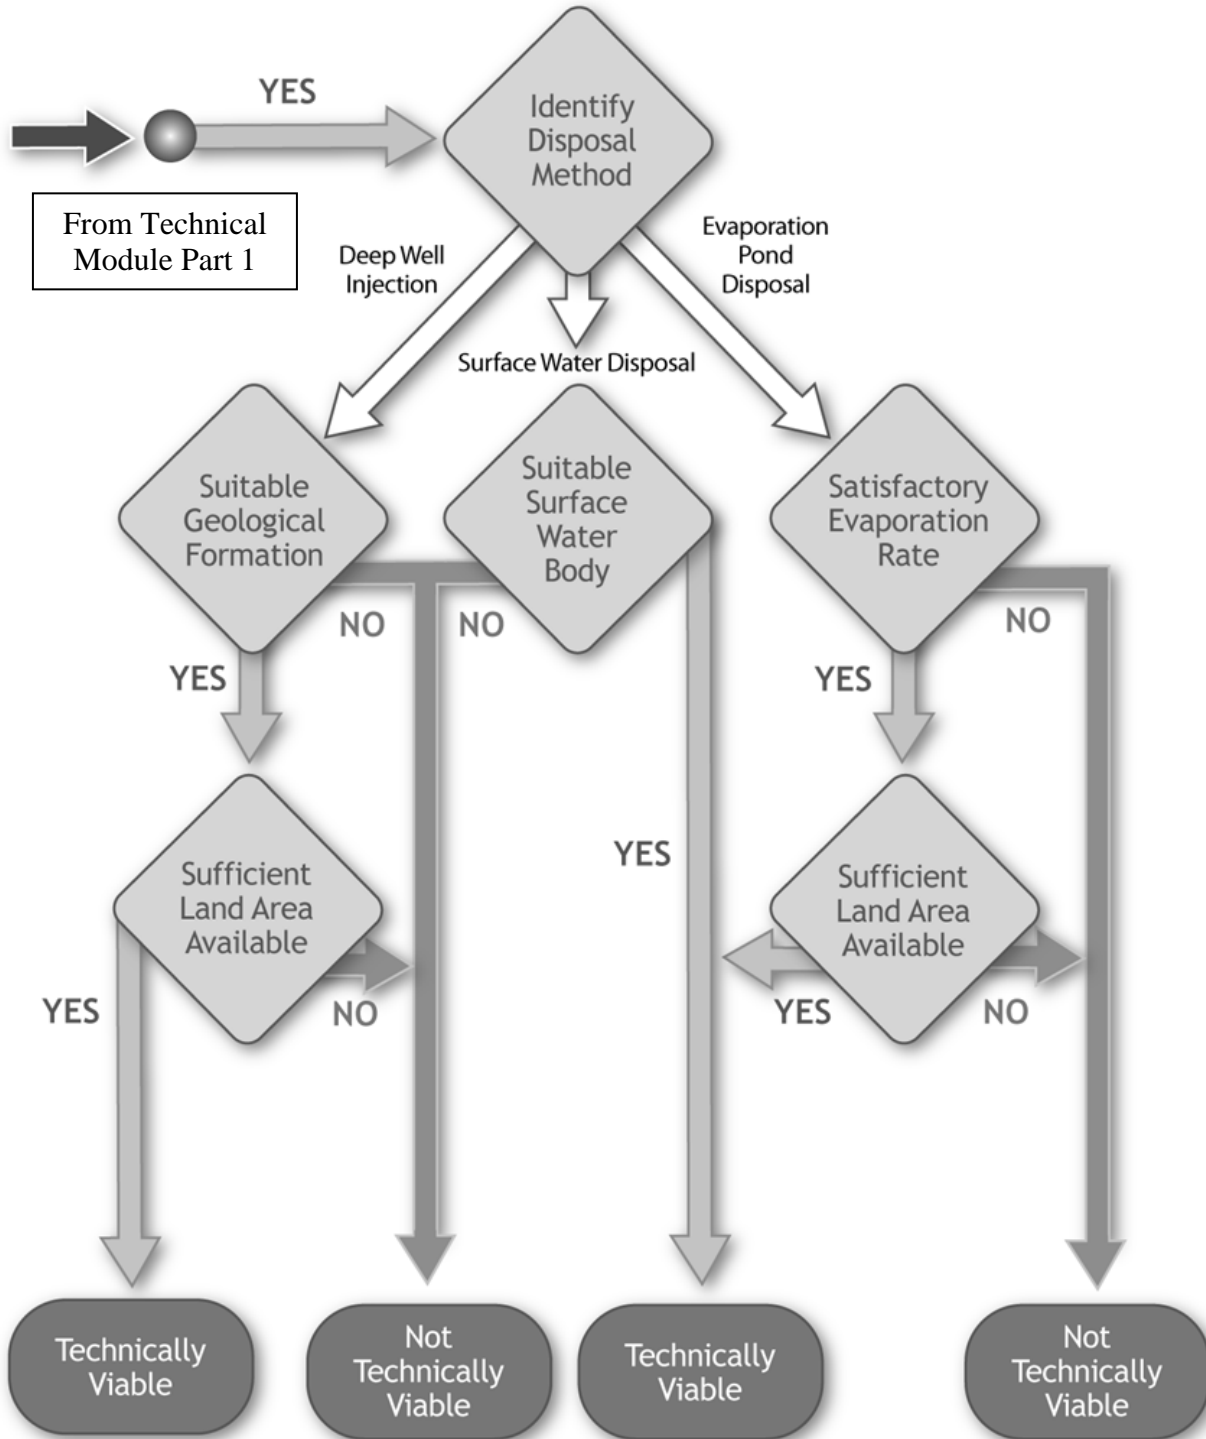 YES
Identify
Disposal
Method
From Technical
Module Part 1
Deep Well
Injection
Evaporation
Pond
Disposal
Surface Water Disposal
Suitable
Geological
Formation
Suitable
Surface
Water
Body
Satisfactory
Evaporation
Rate
NO
NO
NO
YES
YES
Sufficient
Land Area
Available
YES
Sufficient
Land Area
Available
YES
NO
YES
NO
Technically
Viable
Not
Technically
Viable
Technically
Viable
Not
Technically
Viable